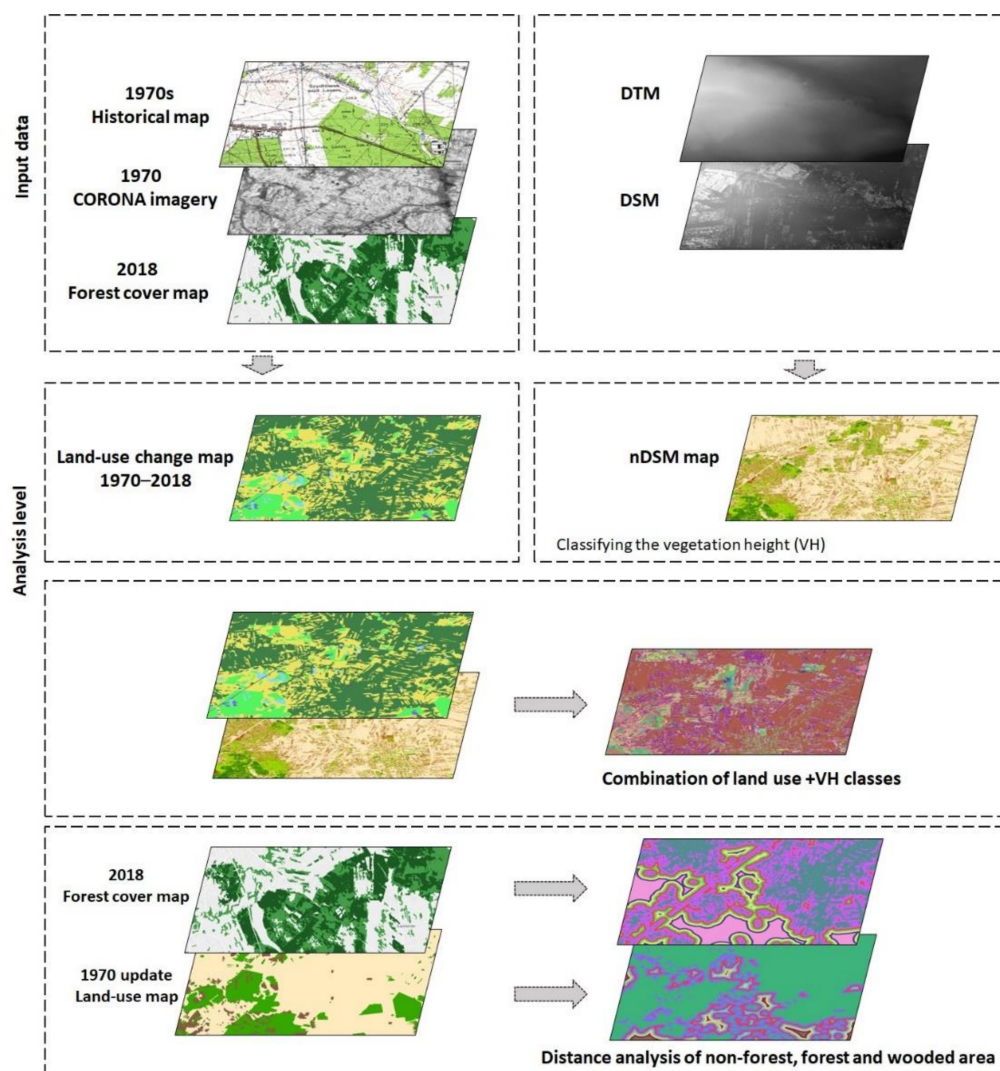 Input data
1970s
Historical map
1970
CORONA imagery
2018
Forest cover map
DTM
DSM
Analysis level
Land-use change map
1970–2018
nDSM map
Classifying the vegetation height (VH)
Combination of land use +VH classes
2018
Forest cover map
1970 update
Land-use map
Distance analysis of non-forest, forest and wooded area